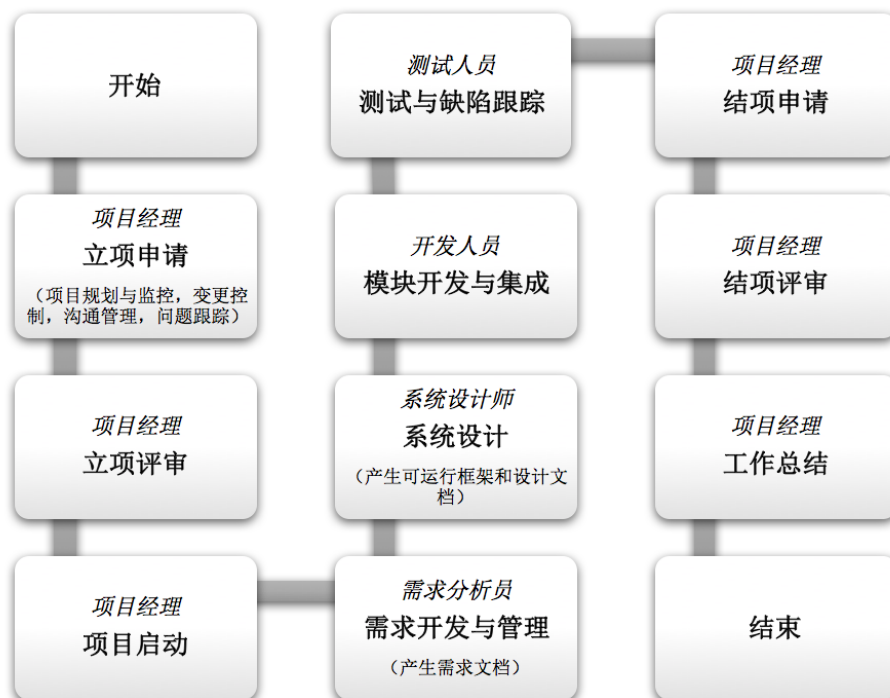 开始
项目经理
立项申请
（项目规划与监控，变更控
制，沟通管理，问题跟踪）
项目经理
立项评审
项目经理
项目启动
需求分析员
需求开发与管理
（产生需求文档）
系统设计师
系统设计
（产生可运行框架和设计文
档）
开发人员
模块开发与集成
测试人员
测试与缺陷跟踪
项目经理
结项申请
项目经理
结项评审
项目经理
工作总结
结束